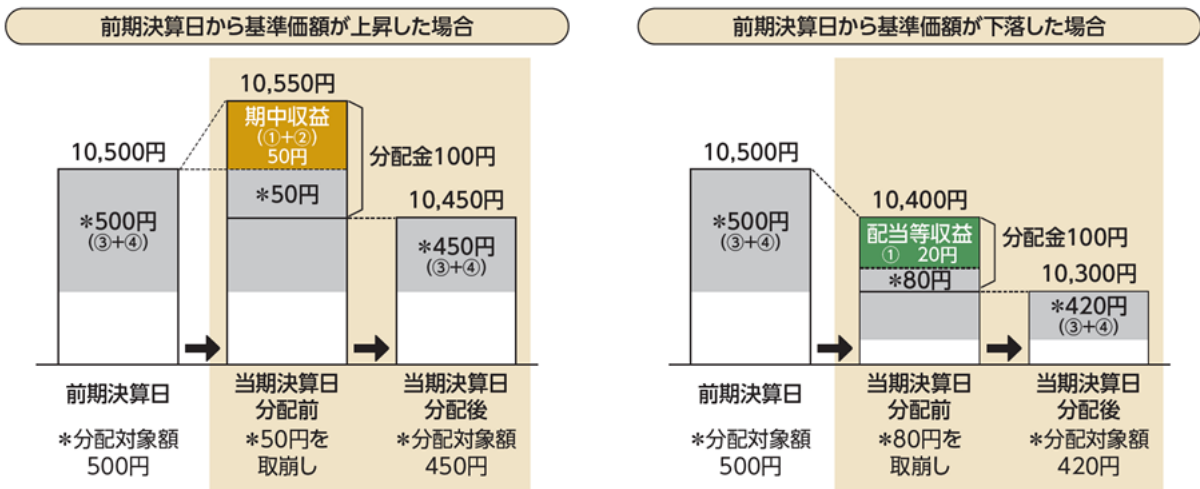 前期決算日から基準価額が上昇した場合
10,550円
期中収益
(①+②)
50円
10,500円
分配金100円
*50円
10,450円
*500円
(③+④)
*450円
(③+④)
前期決算日
当期決算日
分配前
当期決算日
分配後
*分配対象額
500円
*50円を
取崩し
*分配対象額
450円
前期決算日から基準価額が下落した場合
10,500円
10,400円
*500円
(③+④)
配当等収益
① 20円
分配金100円
*80円
10,300円
*420円
(③+④)
前期決算日
当期決算日
分配前
当期決算日
分配後
*分配対象額
500円
*80円を
取崩し
*分配対象額
420円